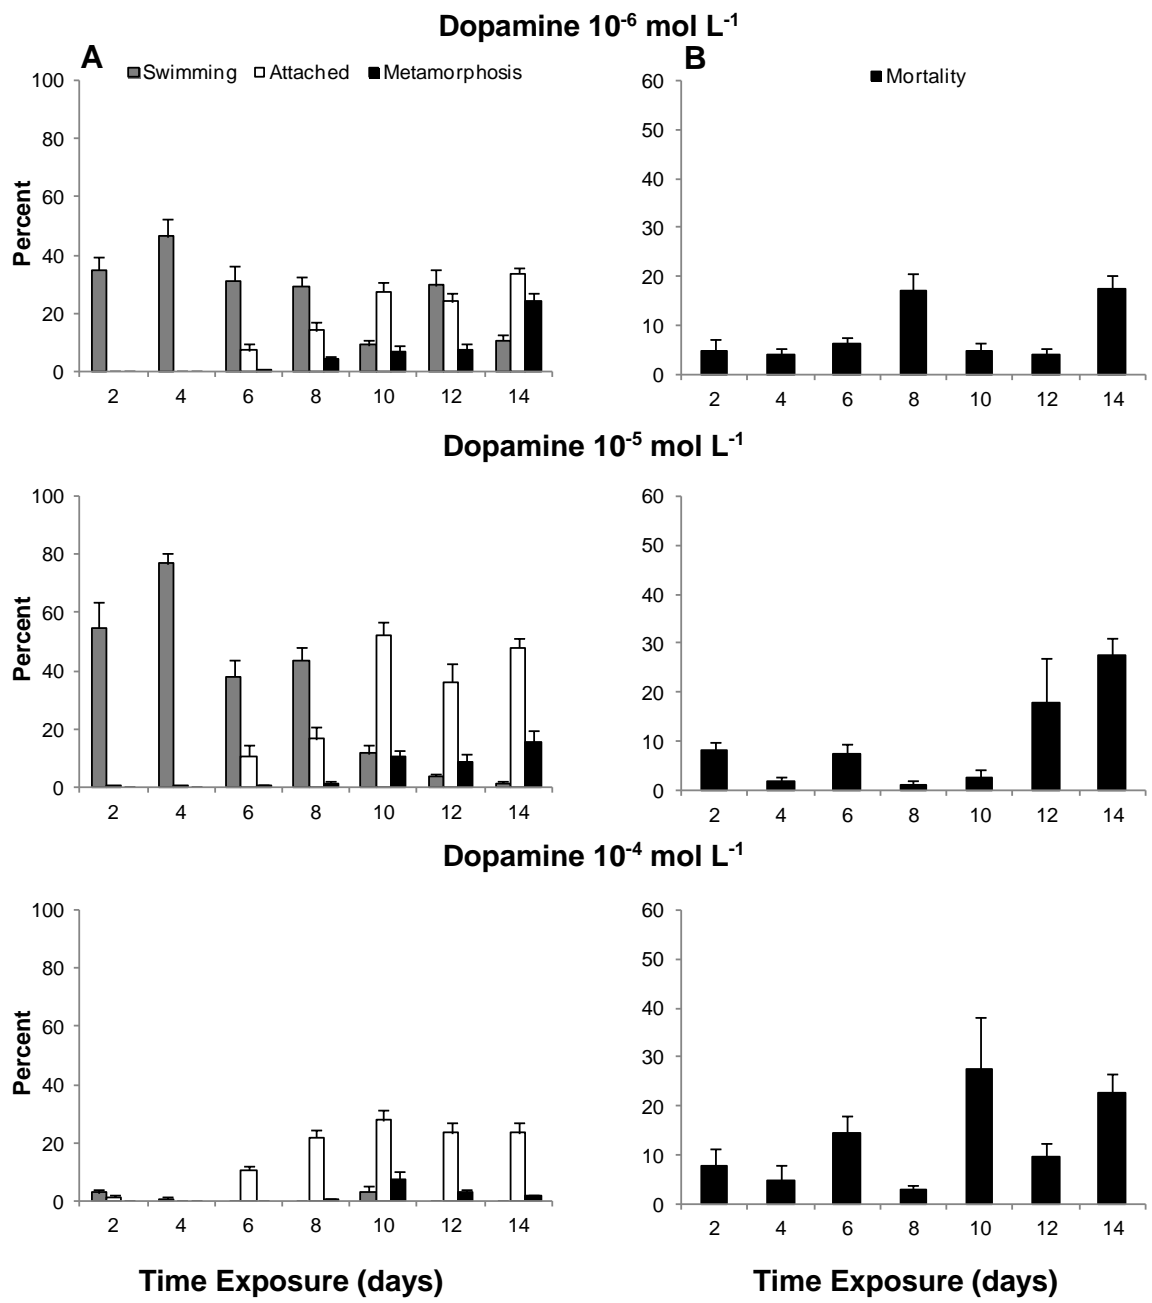 Dopamine 10-6 mol L-1
A
Swimming Attached Metamorphosis
100
80
60
40
20
0
Percent
2 4 6 8 10 12 14
B
Mortality
60
50
40
30
20
10
0
2 4 6 8 10 12 14
Dopamine 10-5 mol L-1
100
80
60
40
20
0
Percent
2 4 6 8 10 12 14
60
50
40
30
20
10
0
2 4 6 8 10 12 14
Dopamine 10-4 mol L-1
100
80
60
40
20
0
Percent
2 4 6 8 10 12 14
Time Exposure (days)
60
50
40
30
20
10
0
2 4 6 8 10 12 14
Time Exposure (days)